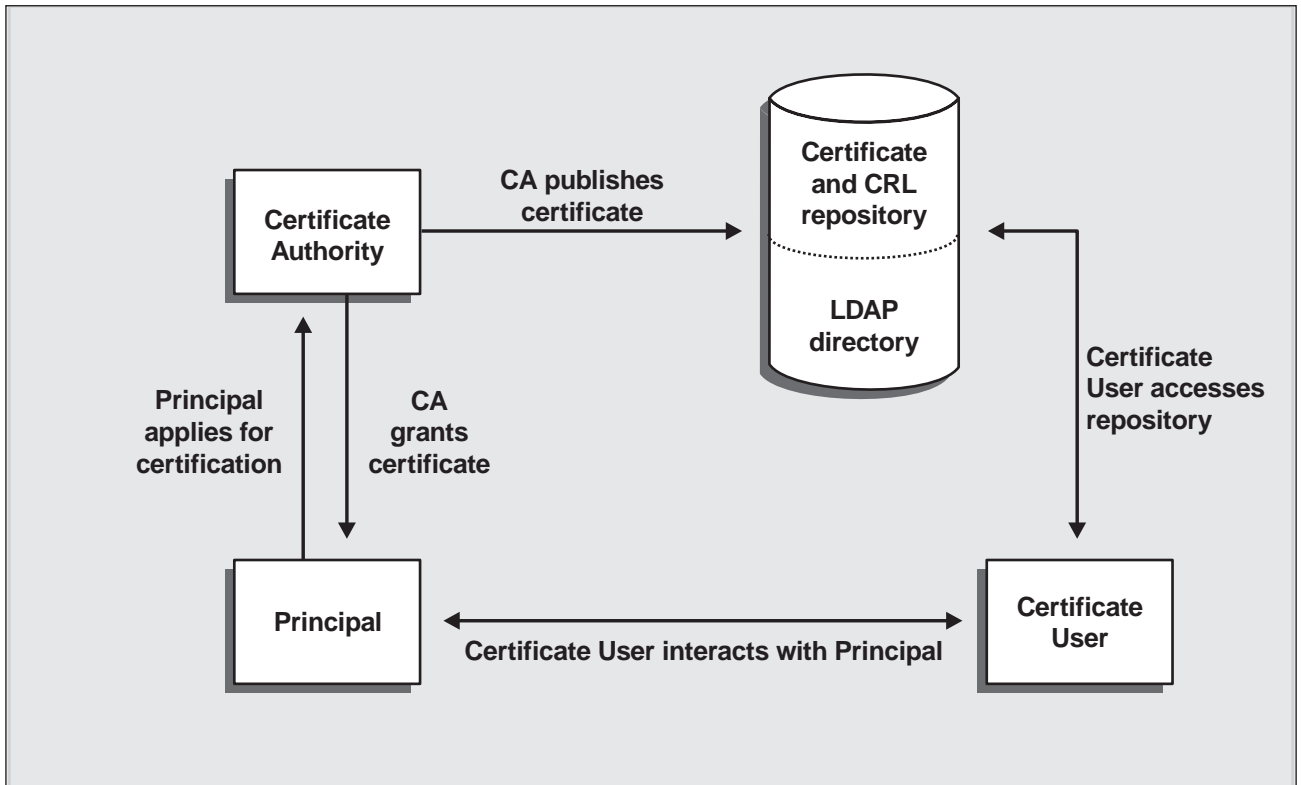 Certificate
Authority
CA publishes
certificate
Certificate
and CRL
repository
LDAP
directory
Certificate
User accesses
repository
Principal
applies for
certification
CA
grants
certificate
Principal
Certificate User interacts with Principal
Certificate
User